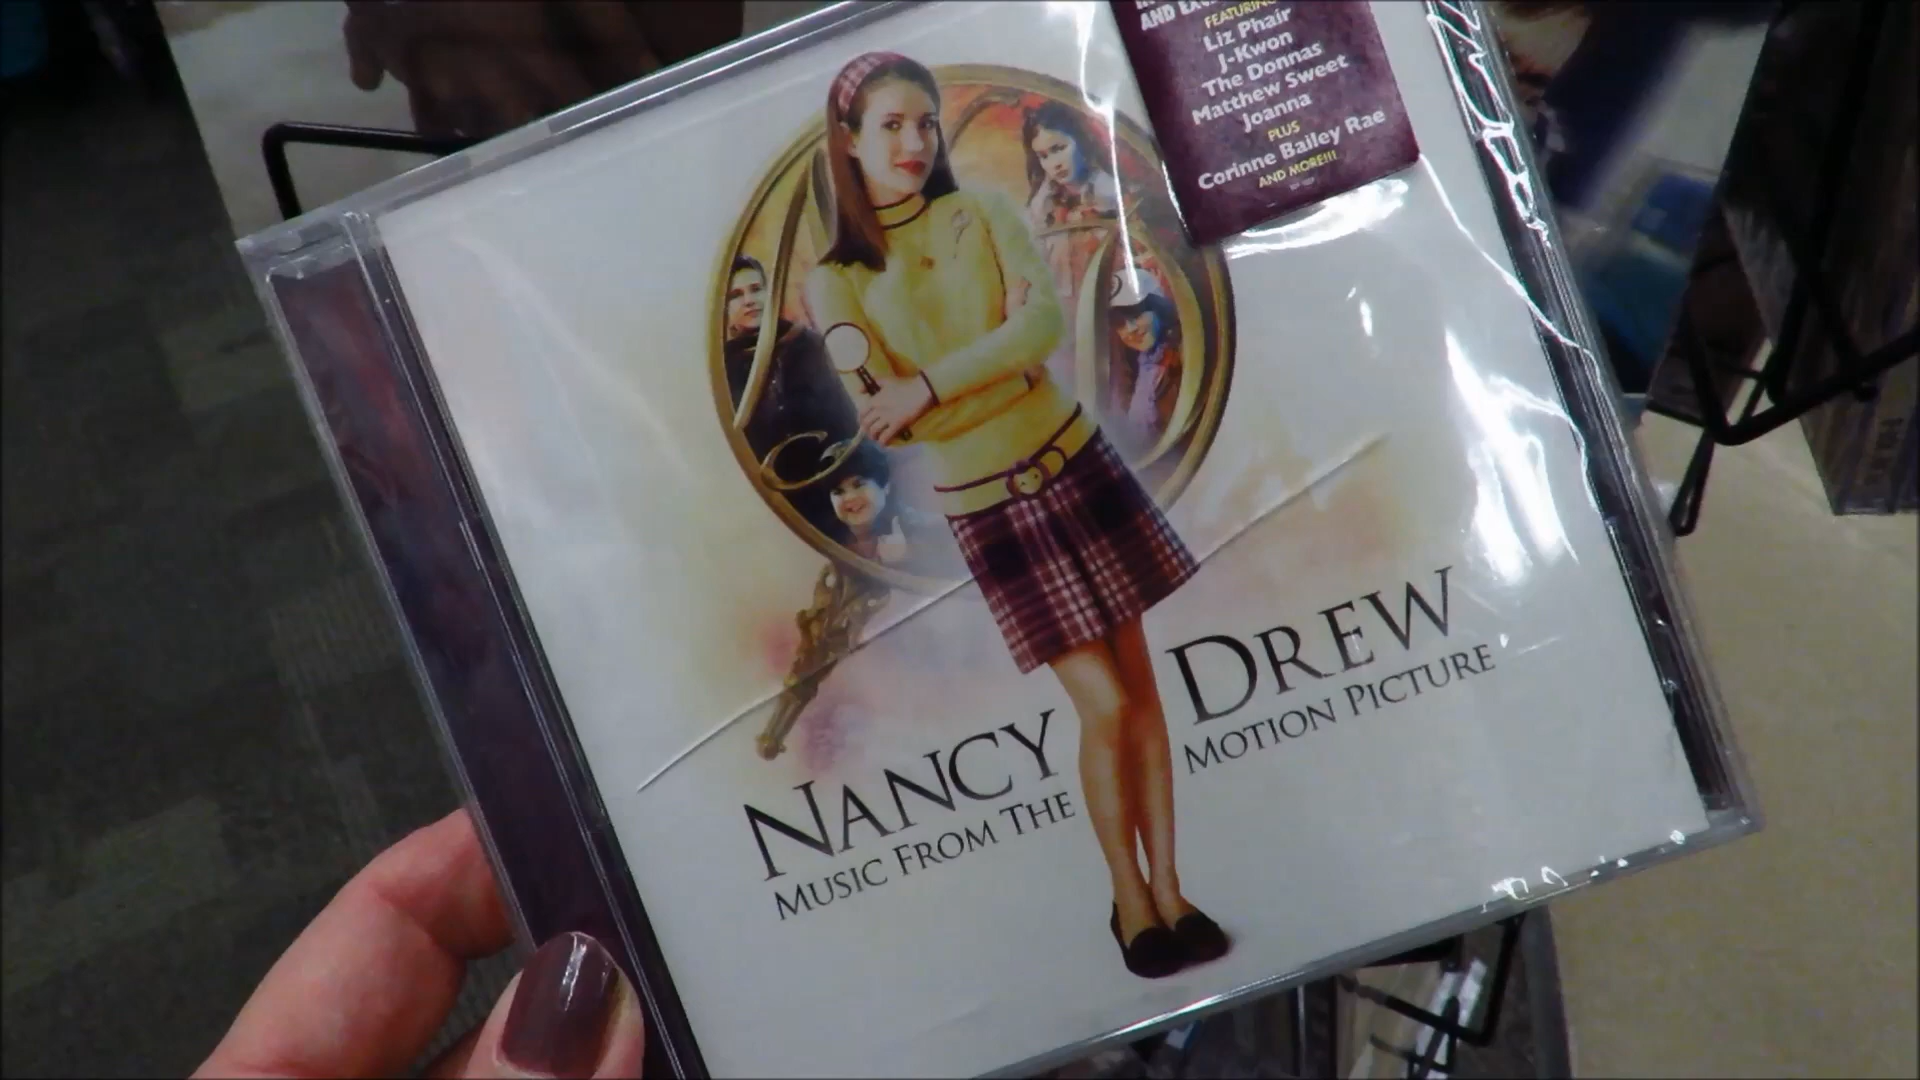 FEATURING
Liz Phair
J-Kwon
The Donnas
Matthew Sweet
Joanna
PLUS
Corinne Bailey Rae
AND MORE!!!
NANCY DREW
MUSIC FROM THE MOTION PICTURE